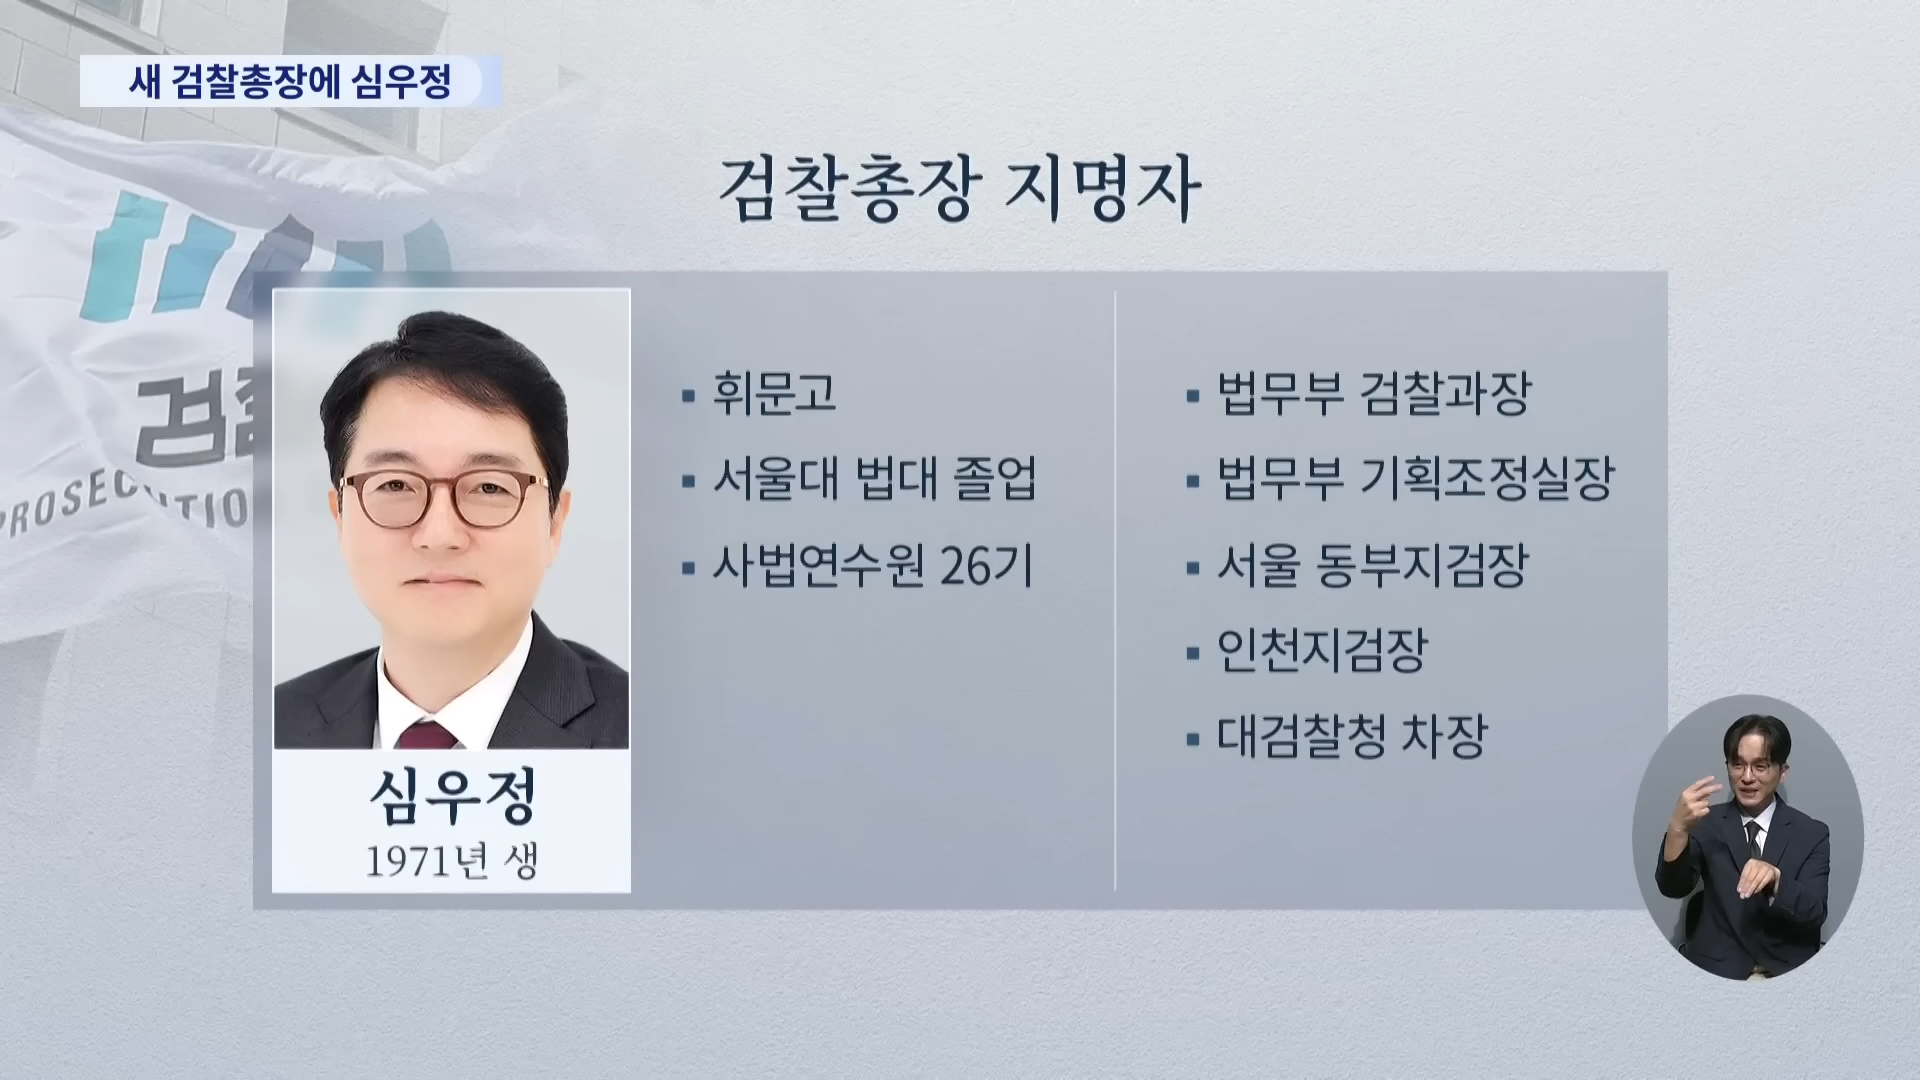 새 검찰총장에 심우정
검찰총장 지명자
검찰
PROSECUTIO
심우정
1971년 생
▪ 휘문고
▪ 서울대 법대 졸업
▪ 사법연수원 26기
▪ 법무부 검찰과장
▪ 법무부 기획조정실장
▪ 서울 동부지검장
▪ 인천지검장
▪ 대검찰청 차장